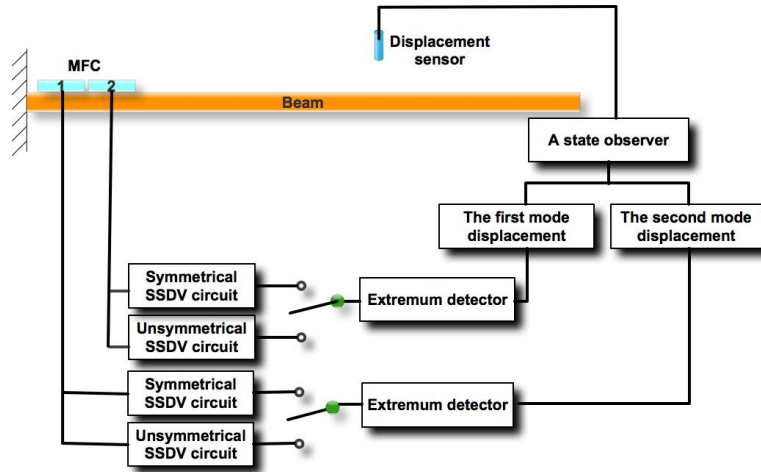 Displacement
sensor
MFC
1 2
Beam
A state observer
The first mode
displacement
The second mode
displacement
Symmetrical
SSDV circuit
Extremum detector
Unsymmetrical
SSDV circuit
Symmetrical
SSDV circuit
Extremum detector
Unsymmetrical
SSDV circuit